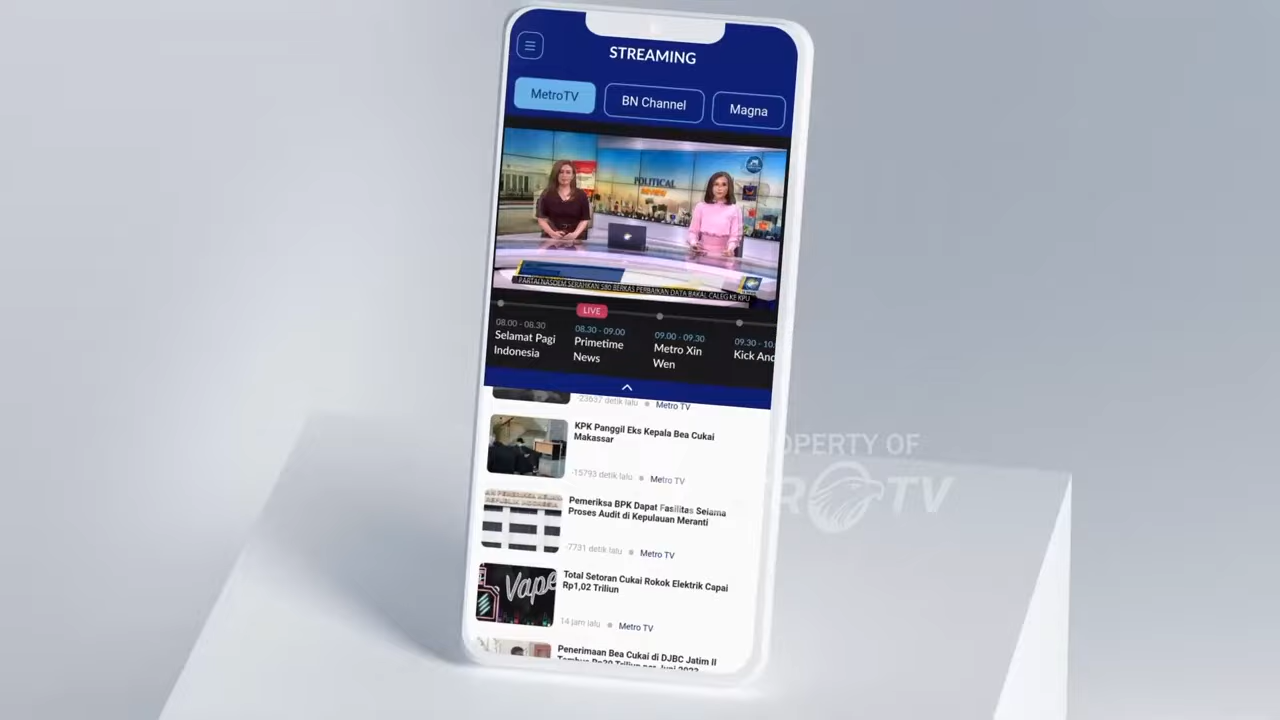 STREAMING
MetroTV
BN Channel
Magna
POLITICAL
REVIEW
PARTAI NASDEM SERAHKAN 580 BERKAS PERBAIKAN DATA BAKAL CALEG KE KPU
LIVE
08.00 - 08.30
Selamat Pagi
Indonesia
08.30 - 09.00
Primetime
News
09.00 - 09.30
Metro Xin
Wen
09.30 - 10.
Kick And
-23637 detik lalu
Metro TV
KPK Panggil Eks Kepala Bea Cukai
Makassar
-15793 detik lalu
Metro TV
Pemeriksa BPK Dapat Fasilitas Selama
Proses Audit di Kepulauan Meranti
-7731 detik lalu
Metro TV
Vape
Total Setoran Cukai Rokok Elektrik Capai
Rp1,02 Triliun
14 jam lalu
Metro TV
Penerimaan Bea Cukai di DJBC Jatim II
OPERTY OF
R TV